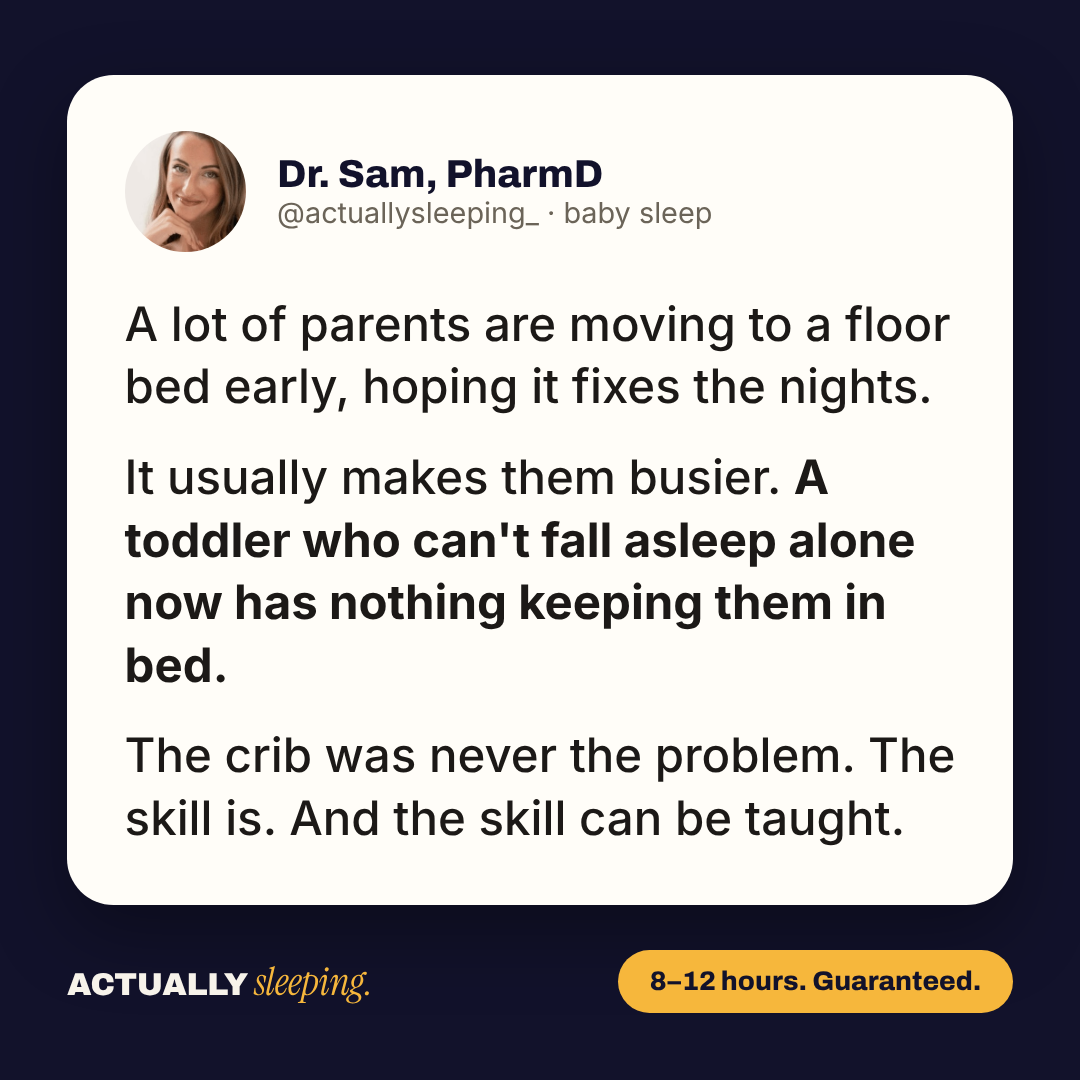 Dr. Sam, PharmD
@actuallysleeping_ · baby sleep
A lot of parents are moving to a floor
bed early, hoping it fixes the nights.
It usually makes them busier. A
toddler who can't fall asleep alone
now has nothing keeping them in
bed.
The crib was never the problem. The
skill is. And the skill can be taught.
ACTUALLY sleeping.
8–12 hours. Guaranteed.